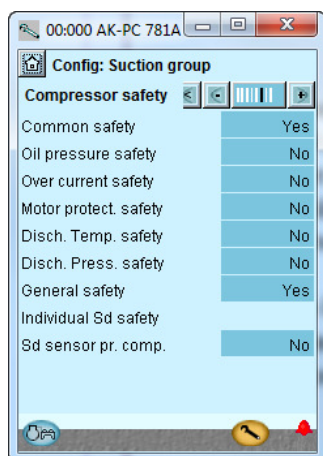 00:000 AK-PC 781A
Config: Suction group
Compressor safety
Common safety Yes
Oil pressure safety No
Over current safety No
Motor protect. safety No
Disch. Temp. safety No
Disch. Press. safety No
General safety Yes
Individual Sd safety
Sd sensor pr. comp. No